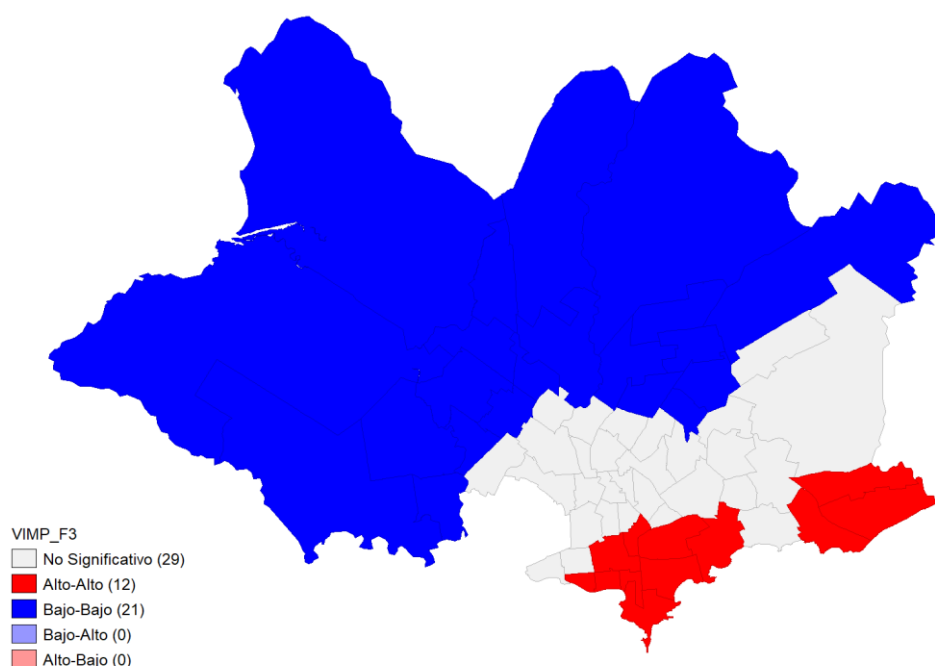 VIMP_F3
No Significativo (29)
Alto-Alto (12)
Bajo-Bajo (21)
Bajo-Alto (0)
Alto-Bajo (0)